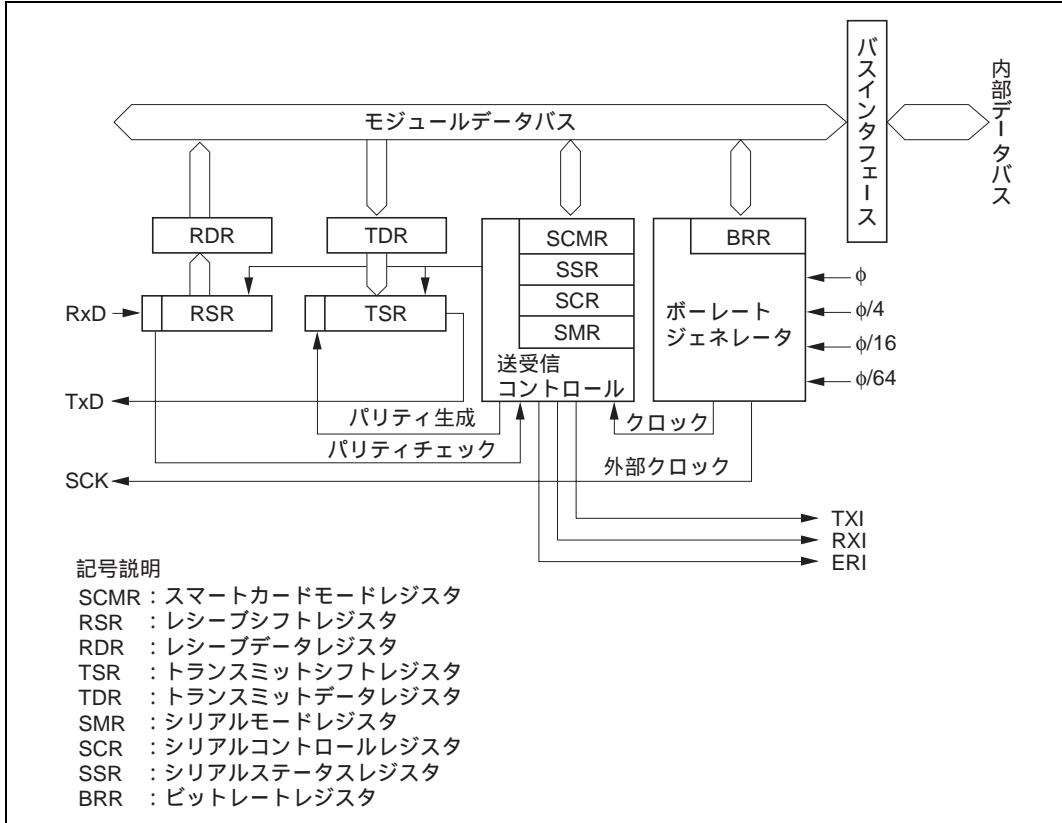 バスインタフェース
内部データバス
モジュールデータバス
RDR
TDR
SCMR
BRR
SSR
φ
RxD
RSR
TSR
SCR
ボーレート
φ/4
SMR
ジェネレータ
φ/16
送受信
φ/64
コントロール
TxD
パリティ生成
クロック
パリティチェック
外部クロック
SCK
TXI
RXI
ERI
記号説明
SCMR：スマートカードモードレジスタ
RSR ：レシーブシフトレジスタ
RDR ：レシーブデータレジスタ
TSR ：トランスミットシフトレジスタ
TDR ：トランスミットデータレジスタ
SMR ：シリアルモードレジスタ
SCR ：シリアルコントロールレジスタ
SSR ：シリアルステータスレジスタ
BRR ：ビットレートレジスタ